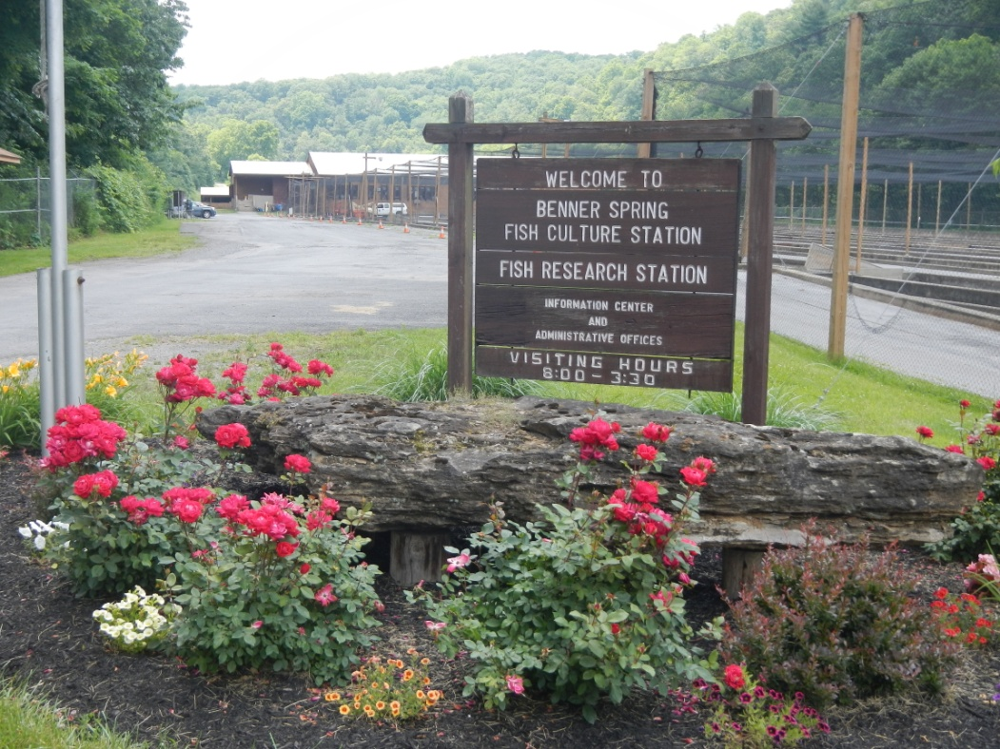 WELCOME TO
BENNER SPRING
FISH CULTURE STATION
FISH RESEARCH STATION
INFORMATION CENTER
AND
ADMINISTRATIVE OFFICES
VISITING HOURS
8:00 - 3:30